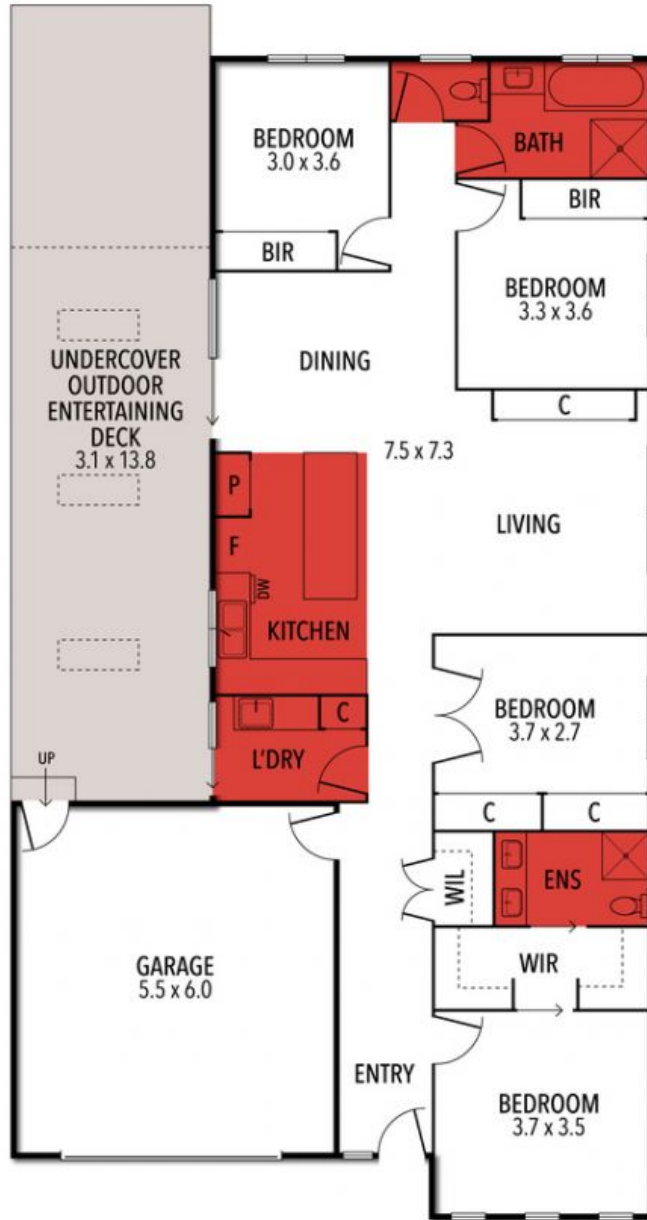 BEDROOM
3.0 x 3.6
BIR
BATH
BIR
BEDROOM
3.3 x 3.6
C
UNDERCOVER
OUTDOOR
ENTERTAINING
DECK
3.1 x 13.8
DINING
7.5 x 7.3
LIVING
P
F
DW
KITCHEN
C
L'DRY
BEDROOM
3.7 x 2.7
C
C
UP
WIL
ENS
WIR
GARAGE
5.5 x 6.0
ENTRY
BEDROOM
3.7 x 3.5